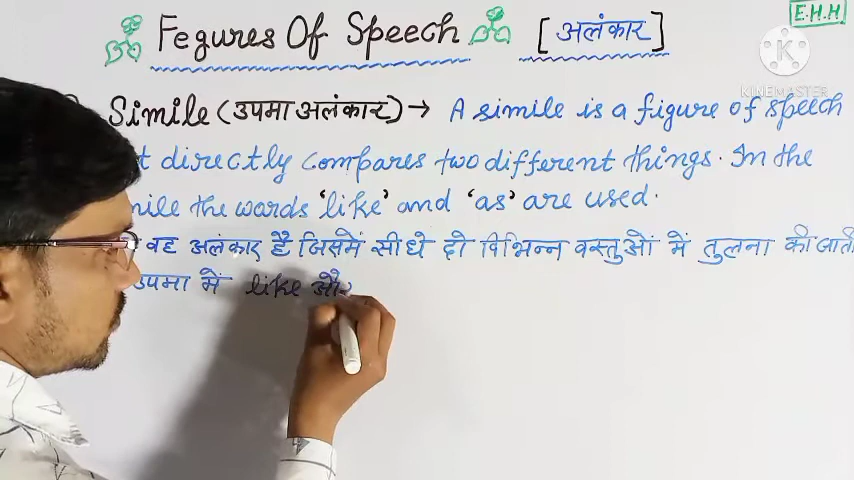 E.H.H
Fegures Of Speech [अलंकार]
KINEMASTER
Simile (उपमा अलंकार) → A simile is a figure of speech
directly compares two different things. In the
the words 'like' and 'as' are used.
वह अलंकार है जिसमें सीधे दो विभिन्न वस्तुओं में तुलना की जाती
उपमा में like और